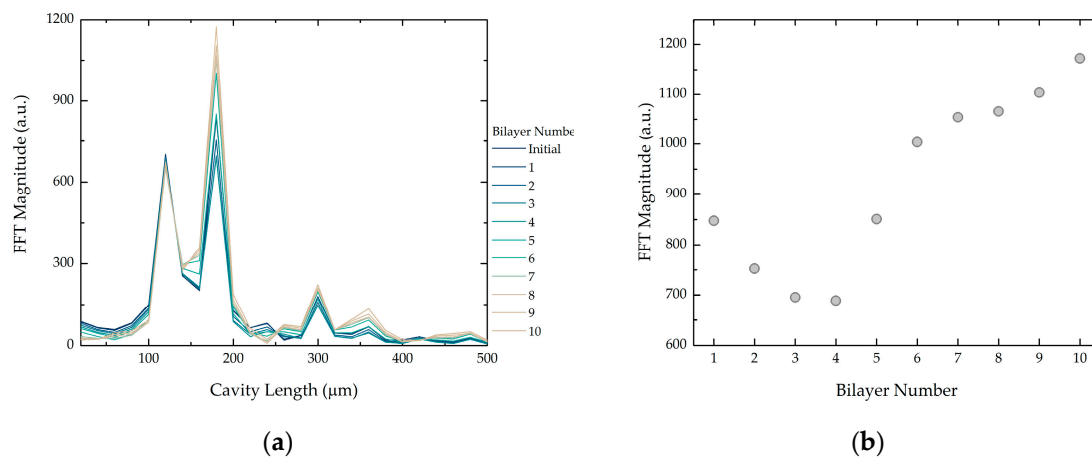 1200
900
600
300
0
FFT Magnitude (a.u.)
100 200 300 400 500
Cavity Length (µm)
Bilayer Numbe
Initial
1
2
3
4
5
6
7
8
9
10
(a)
1200
1100
1000
900
800
700
600
FFT Magnitude (a.u.)
1 2 3 4 5 6 7 8 9 10
Bilayer Number
(b)